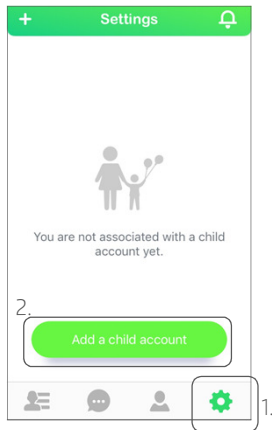 + Settings
You are not associated with a child
account yet.
2.
Add a child account
1.